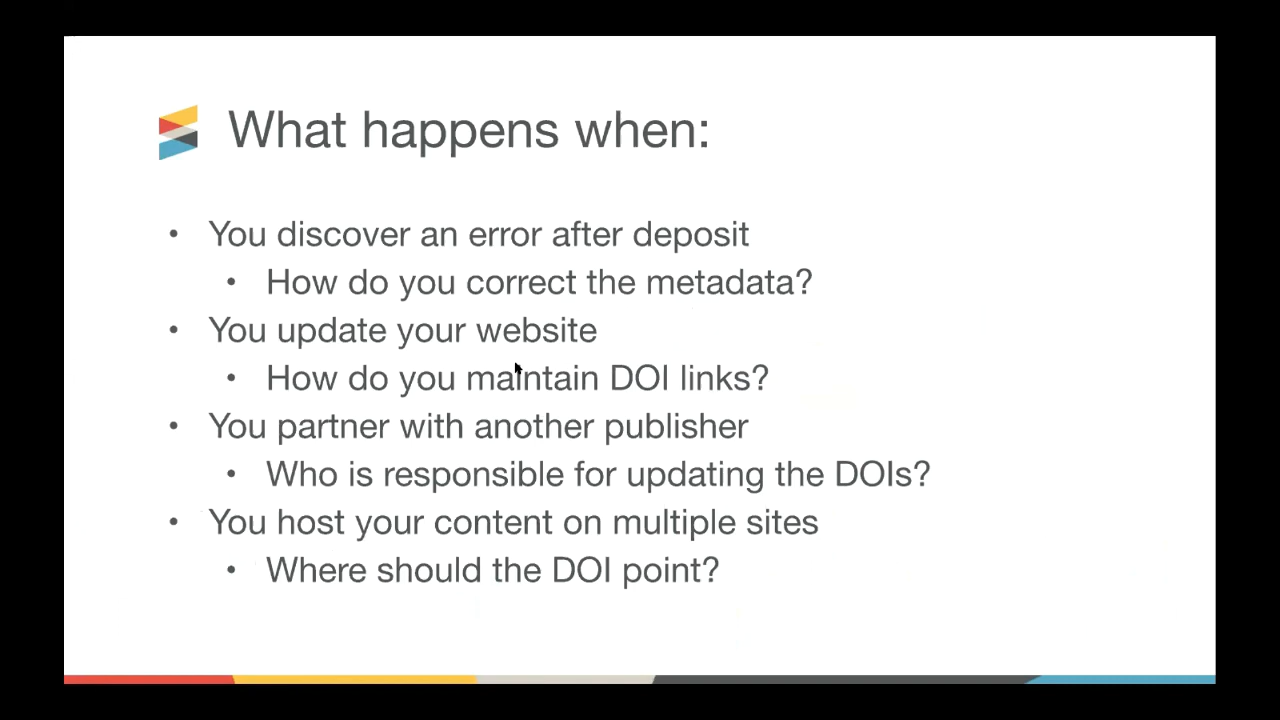 What happens when:
• You discover an error after deposit
• How do you correct the metadata?
• You update your website
• How do you maintain DOI links?
• You partner with another publisher
• Who is responsible for updating the DOIs?
• You host your content on multiple sites
• Where should the DOI point?